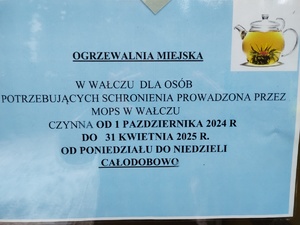 OGRZEWALNIA MIEJSKA
W WAŁCZU DLA OSÓB
POTRZEBUJĄCYCH SCHRONIENIA PROWADZONA PRZEZ
MOPS W WAŁCZU
CZYNNA OD 1 PAZDZIERNIKA 2024 R
DO 31 KWIETNIA 2025 R.
OD PONIEDZIAŁU DO NIEDZIELI
CAŁODOBOWO